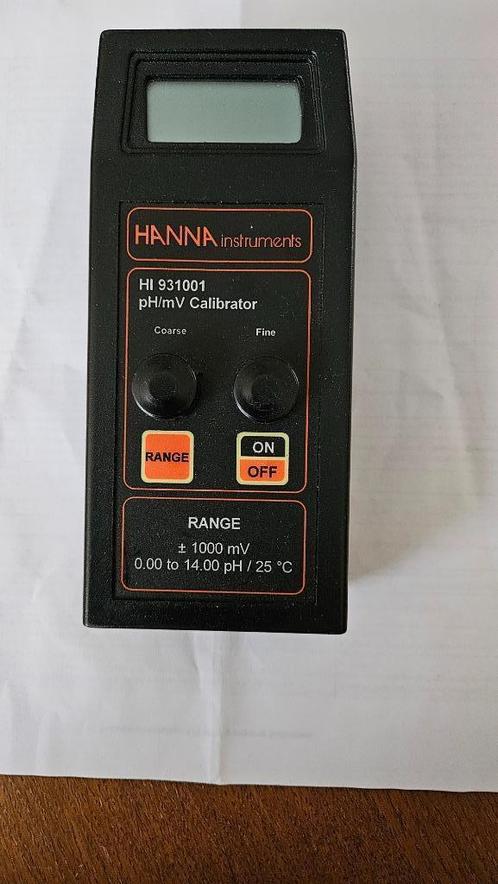 HANNA instruments
HI 931001
pH/mV Calibrator
Coarse Fine
RANGE
ON
OFF
RANGE
± 1000 mV
0.00 to 14.00 pH / 25 °C